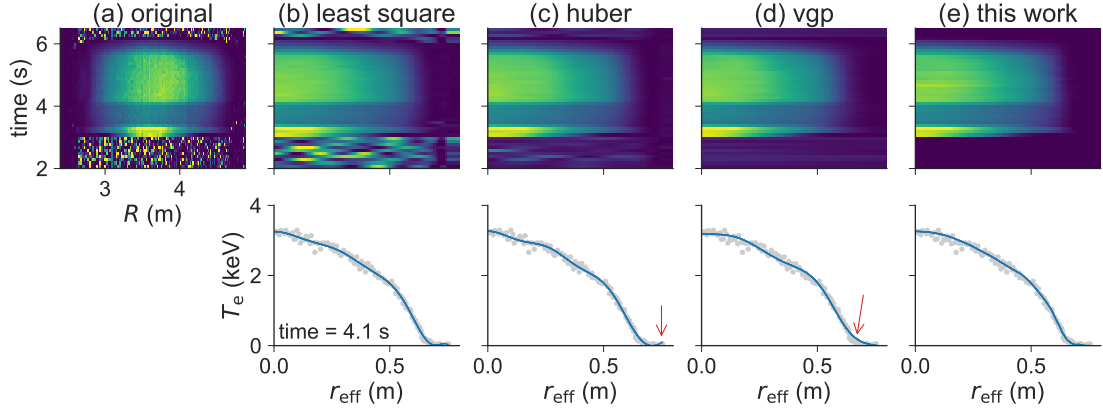 (a) original
(b) least square
(c) huber
(d) vgp
(e) this work
time (s)
6
4
2
3 4
R (m)
T_e (keV)
4
2
0
time = 4.1 s
0.0 0.5
r_eff (m)
0.0 0.5
r_eff (m)
0.0 0.5
r_eff (m)
0.0 0.5
r_eff (m)